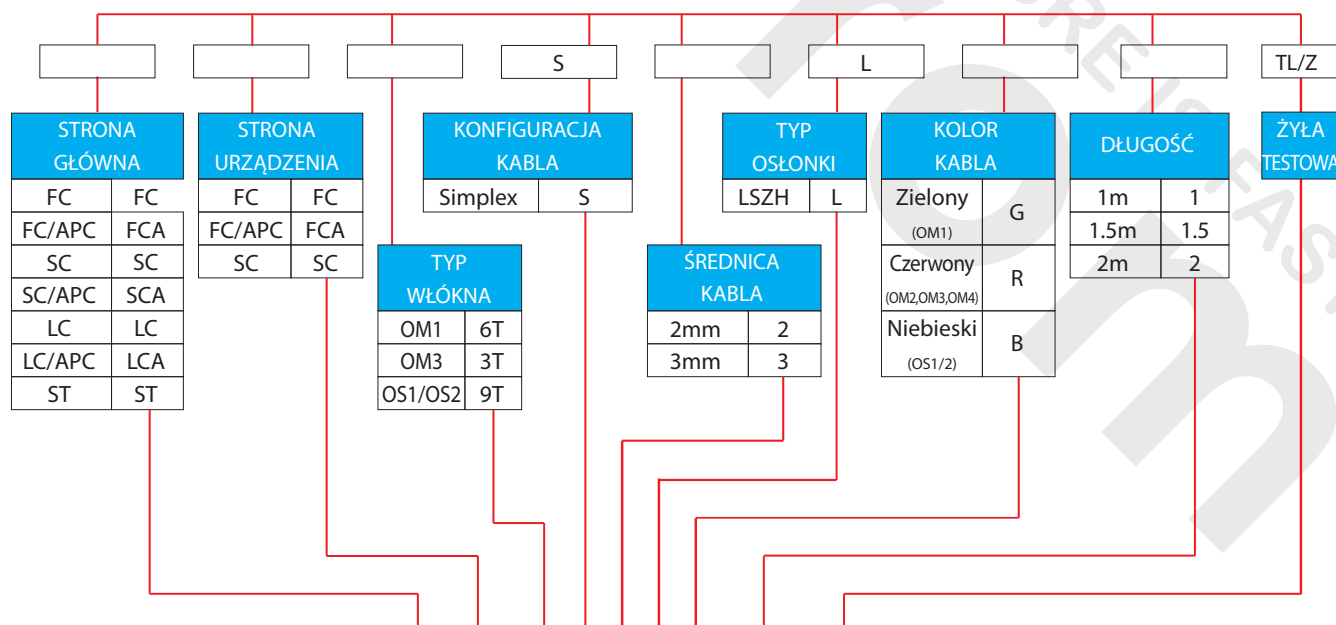 S
L
TL/Z
STRONA
GŁÓWNA
FC FC
FC/APC FCA
SC SC
SC/APC SCA
LC LC
LC/APC LCA
ST ST
STRONA
URZĄDZENIA
FC FC
FC/APC FCA
SC SC
TYP
WŁÓKNA
OM1 6T
OM3 3T
OS1/OS2 9T
KONFIGURACJA
KABLA
Simplex S
ŚREDNICA
KABLA
2mm 2
3mm 3
TYP
OSŁONKI
LSZH L
KOLOR
KABLA
Zielony
(OM1)
G
Czerwony
(OM2,OM3,OM4)
R
Niebieski
(OS1/2)
B
DŁUGOŚĆ
1m 1
1.5m 1.5
2m 2
ŻYŁA
TESTOWA